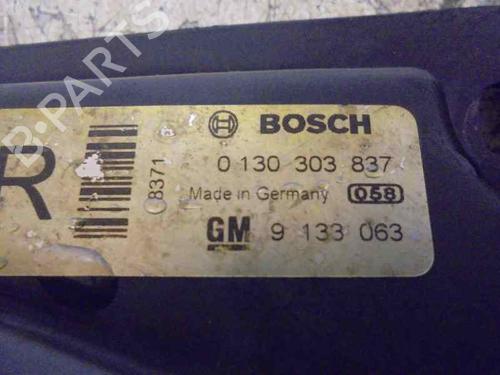 B-PARTS
R
8371
BOSCH
0 130 303 837
Made in Germany 058
GM 9 133 063